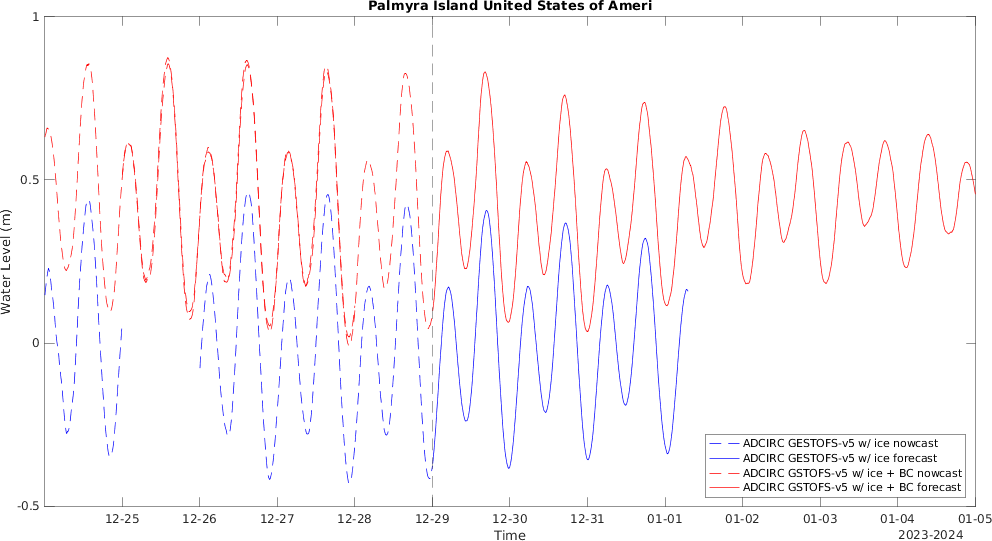 Palmyra Island United States of Ameri
Water Level (m)
1
0.5
0
-0.5
12-25 12-26 12-27 12-28 12-29 12-30 12-31 01-01 01-02 01-03 01-04 01-05
Time
2023-2024
ADCIRC GESTOFS-v5 w/ ice nowcast
ADCIRC GESTOFS-v5 w/ ice forecast
ADCIRC GSTOFS-v5 w/ ice + BC nowcast
ADCIRC GSTOFS-v5 w/ ice + BC forecast